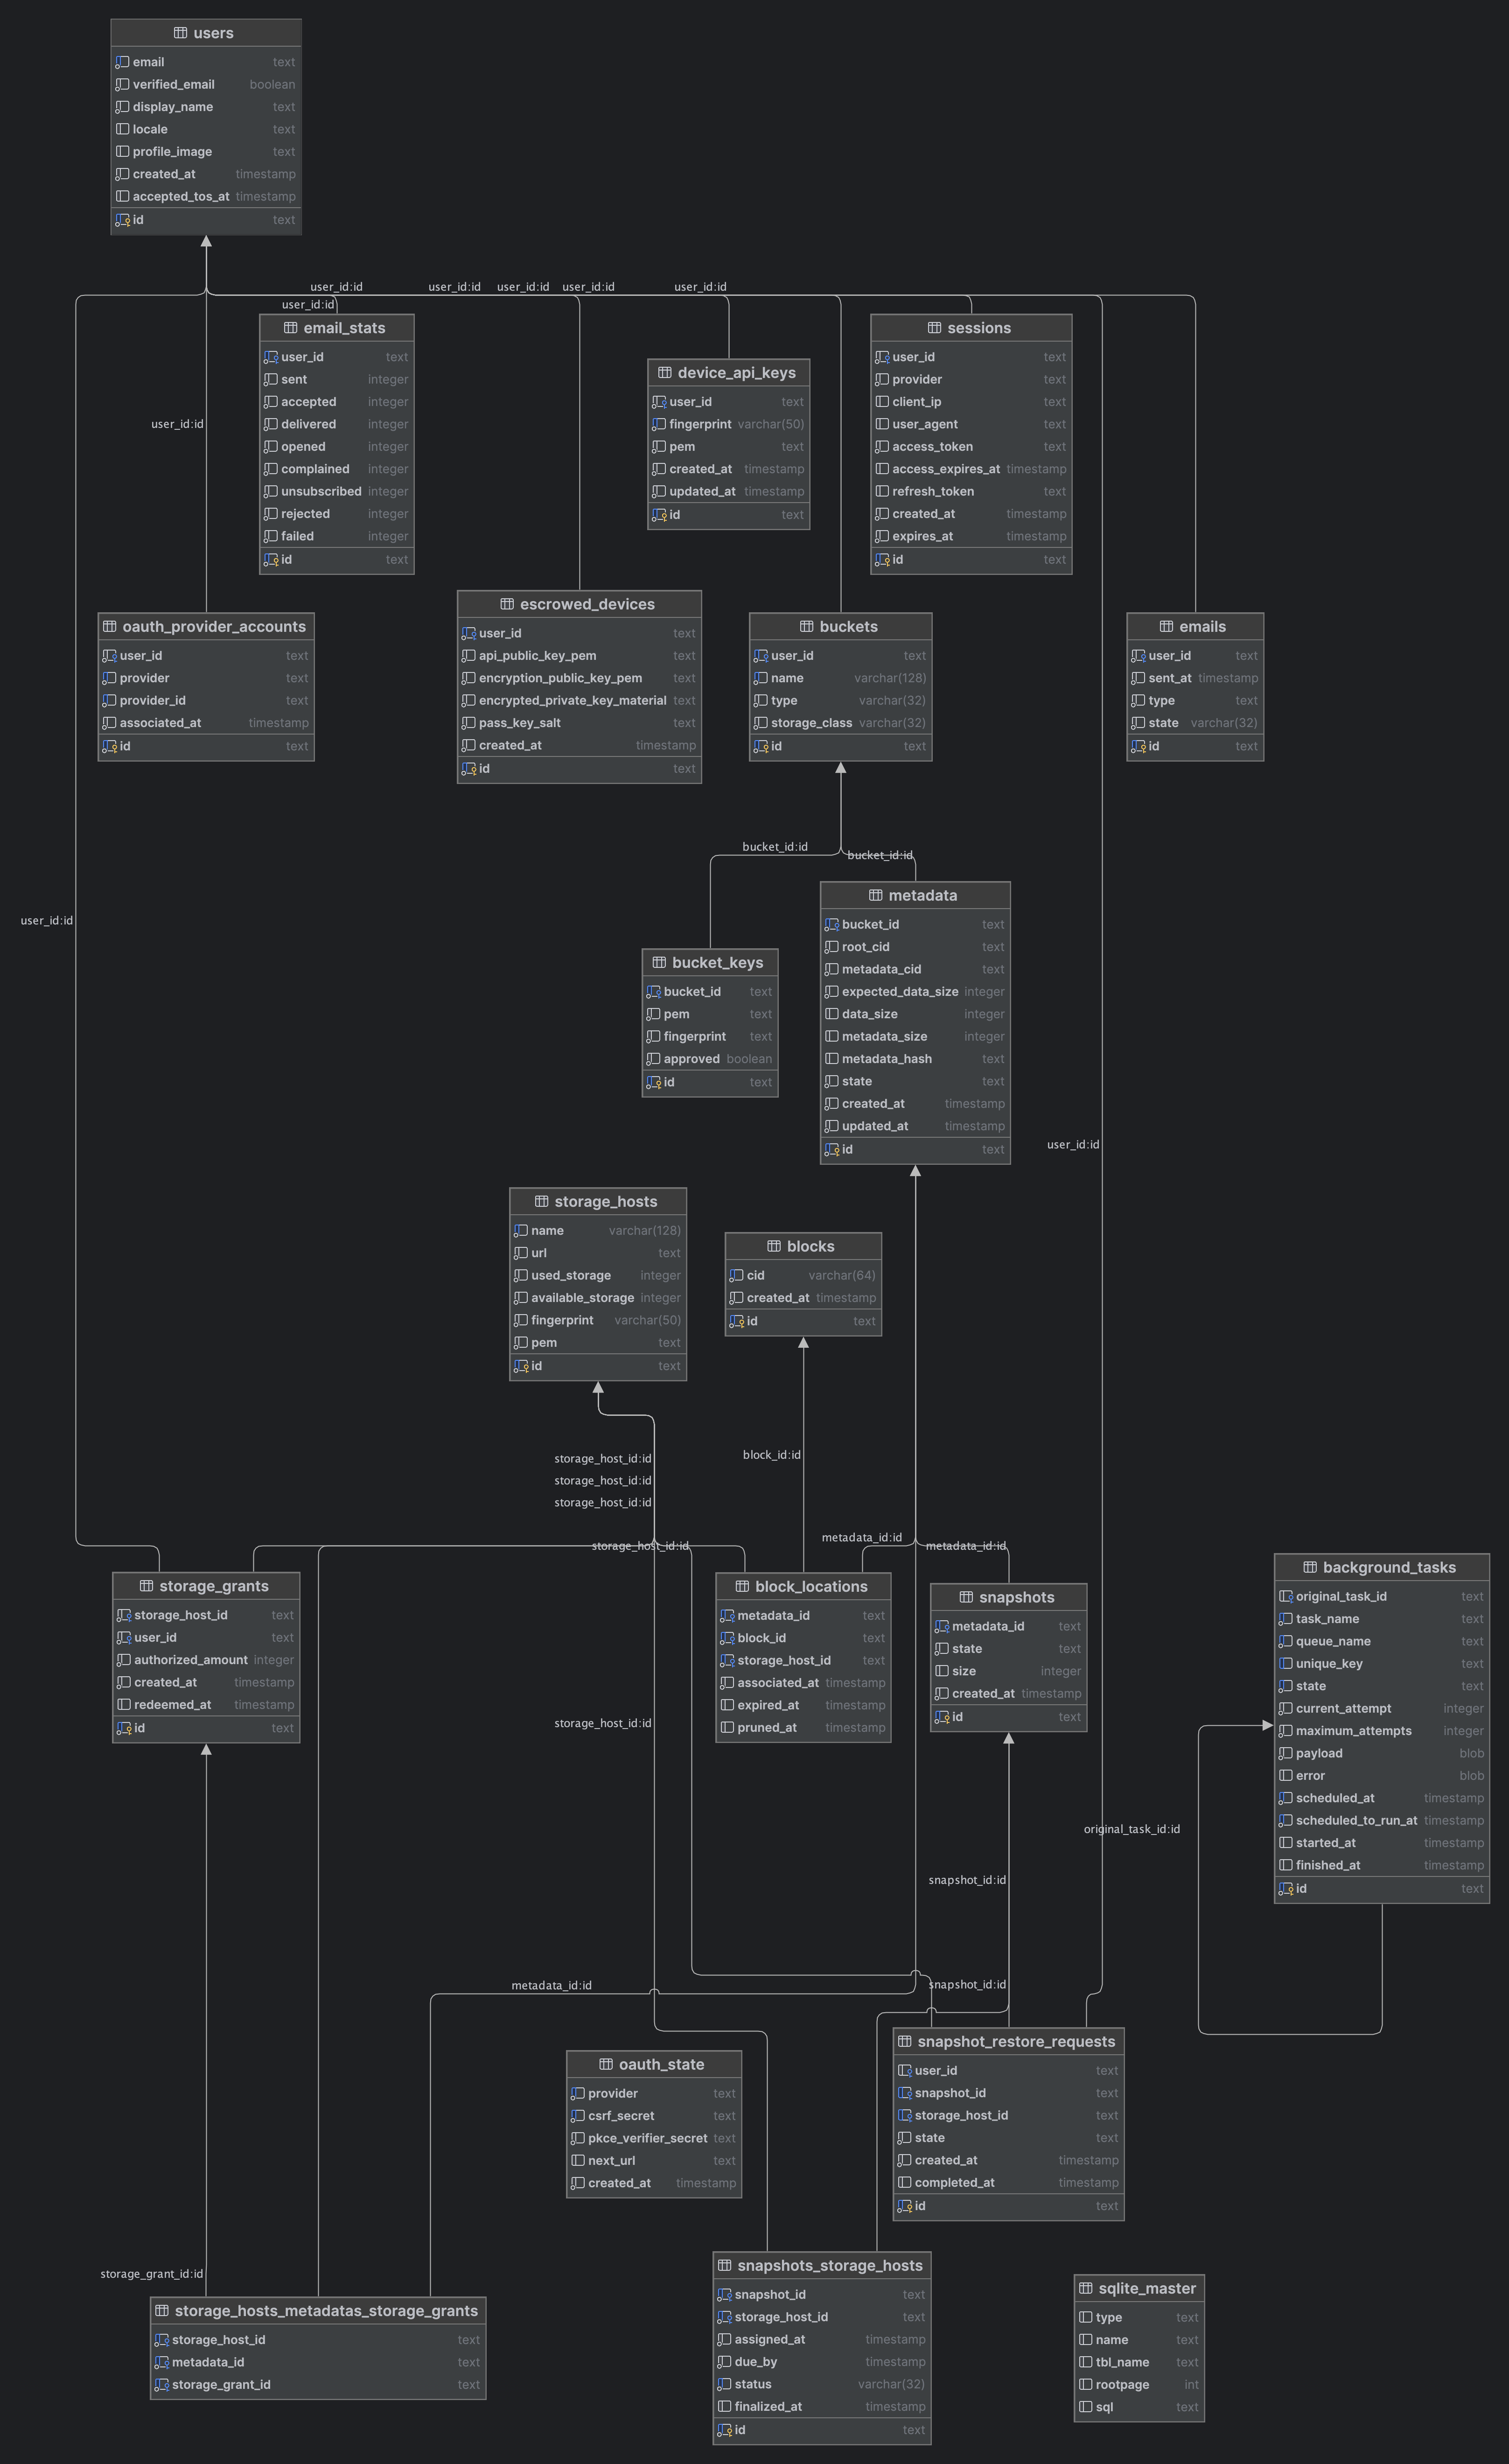 users
email text
verified_email boolean
display_name text
locale text
profile_image text
created_at timestamp
accepted_tos_at timestamp
id text
user_id:id
user_id:id
user_id:id
user_id:id
user_id:id
user_id:id
email_stats
user_id text
sent integer
accepted integer
delivered integer
opened integer
complained integer
unsubscribed integer
rejected integer
failed integer
id text
device_api_keys
user_id text
fingerprint varchar(50)
pem text
created_at timestamp
updated_at timestamp
id text
sessions
user_id text
provider text
client_ip text
user_agent text
access_token text
access_expires_at timestamp
refresh_token text
created_at timestamp
expires_at timestamp
id text
user_id:id
oauth_provider_accounts
user_id text
provider text
provider_id text
associated_at timestamp
id text
escrowed_devices
user_id text
api_public_key_pem text
encryption_public_key_pem text
encrypted_private_key_material text
pass_key_salt text
created_at timestamp
id text
buckets
user_id text
name varchar(128)
type varchar(32)
storage_class varchar(32)
id text
emails
user_id text
sent_at timestamp
type text
state varchar(32)
id text
bucket_id:id
bucket_id:id
user_id:id
metadata
bucket_id text
root_cid text
metadata_cid text
expected_data_size integer
data_size integer
metadata_size integer
metadata_hash text
state text
created_at timestamp
updated_at timestamp
id text
bucket_keys
bucket_id text
pem text
fingerprint text
approved boolean
id text
user_id:id
storage_hosts
name varchar(128)
url text
used_storage integer
available_storage integer
fingerprint varchar(50)
pem text
id text
blocks
cid varchar(64)
created_at timestamp
id text
storage_host_id:id
storage_host_id:id
storage_host_id:id
block_id:id
storage_host_id:id
metadata_id:id
metadata_id:id
storage_grants
storage_host_id text
user_id text
authorized_amount integer
created_at timestamp
redeemed_at timestamp
id text
block_locations
metadata_id text
block_id text
storage_host_id text
associated_at timestamp
expired_at timestamp
pruned_at timestamp
snapshots
metadata_id text
state text
size integer
created_at timestamp
id text
background_tasks
original_task_id text
task_name text
queue_name text
unique_key text
state text
current_attempt integer
maximum_attempts integer
payload blob
error blob
scheduled_at timestamp
scheduled_to_run_at timestamp
started_at timestamp
finished_at timestamp
id text
storage_host_id:id
original_task_id:id
snapshot_id:id
metadata_id:id
snapshot_id:id
oauth_state
provider text
csrf_secret text
pkce_verifier_secret text
next_url text
created_at timestamp
snapshot_restore_requests
user_id text
snapshot_id text
storage_host_id text
state text
created_at timestamp
completed_at timestamp
id text
storage_grant_id:id
storage_hosts_metadatas_storage_grants
storage_host_id text
metadata_id text
storage_grant_id text
snapshots_storage_hosts
snapshot_id text
storage_host_id text
assigned_at timestamp
due_by timestamp
status varchar(32)
finalized_at timestamp
id text
sqlite_master
type text
name text
tbl_name text
rootpage int
sql text